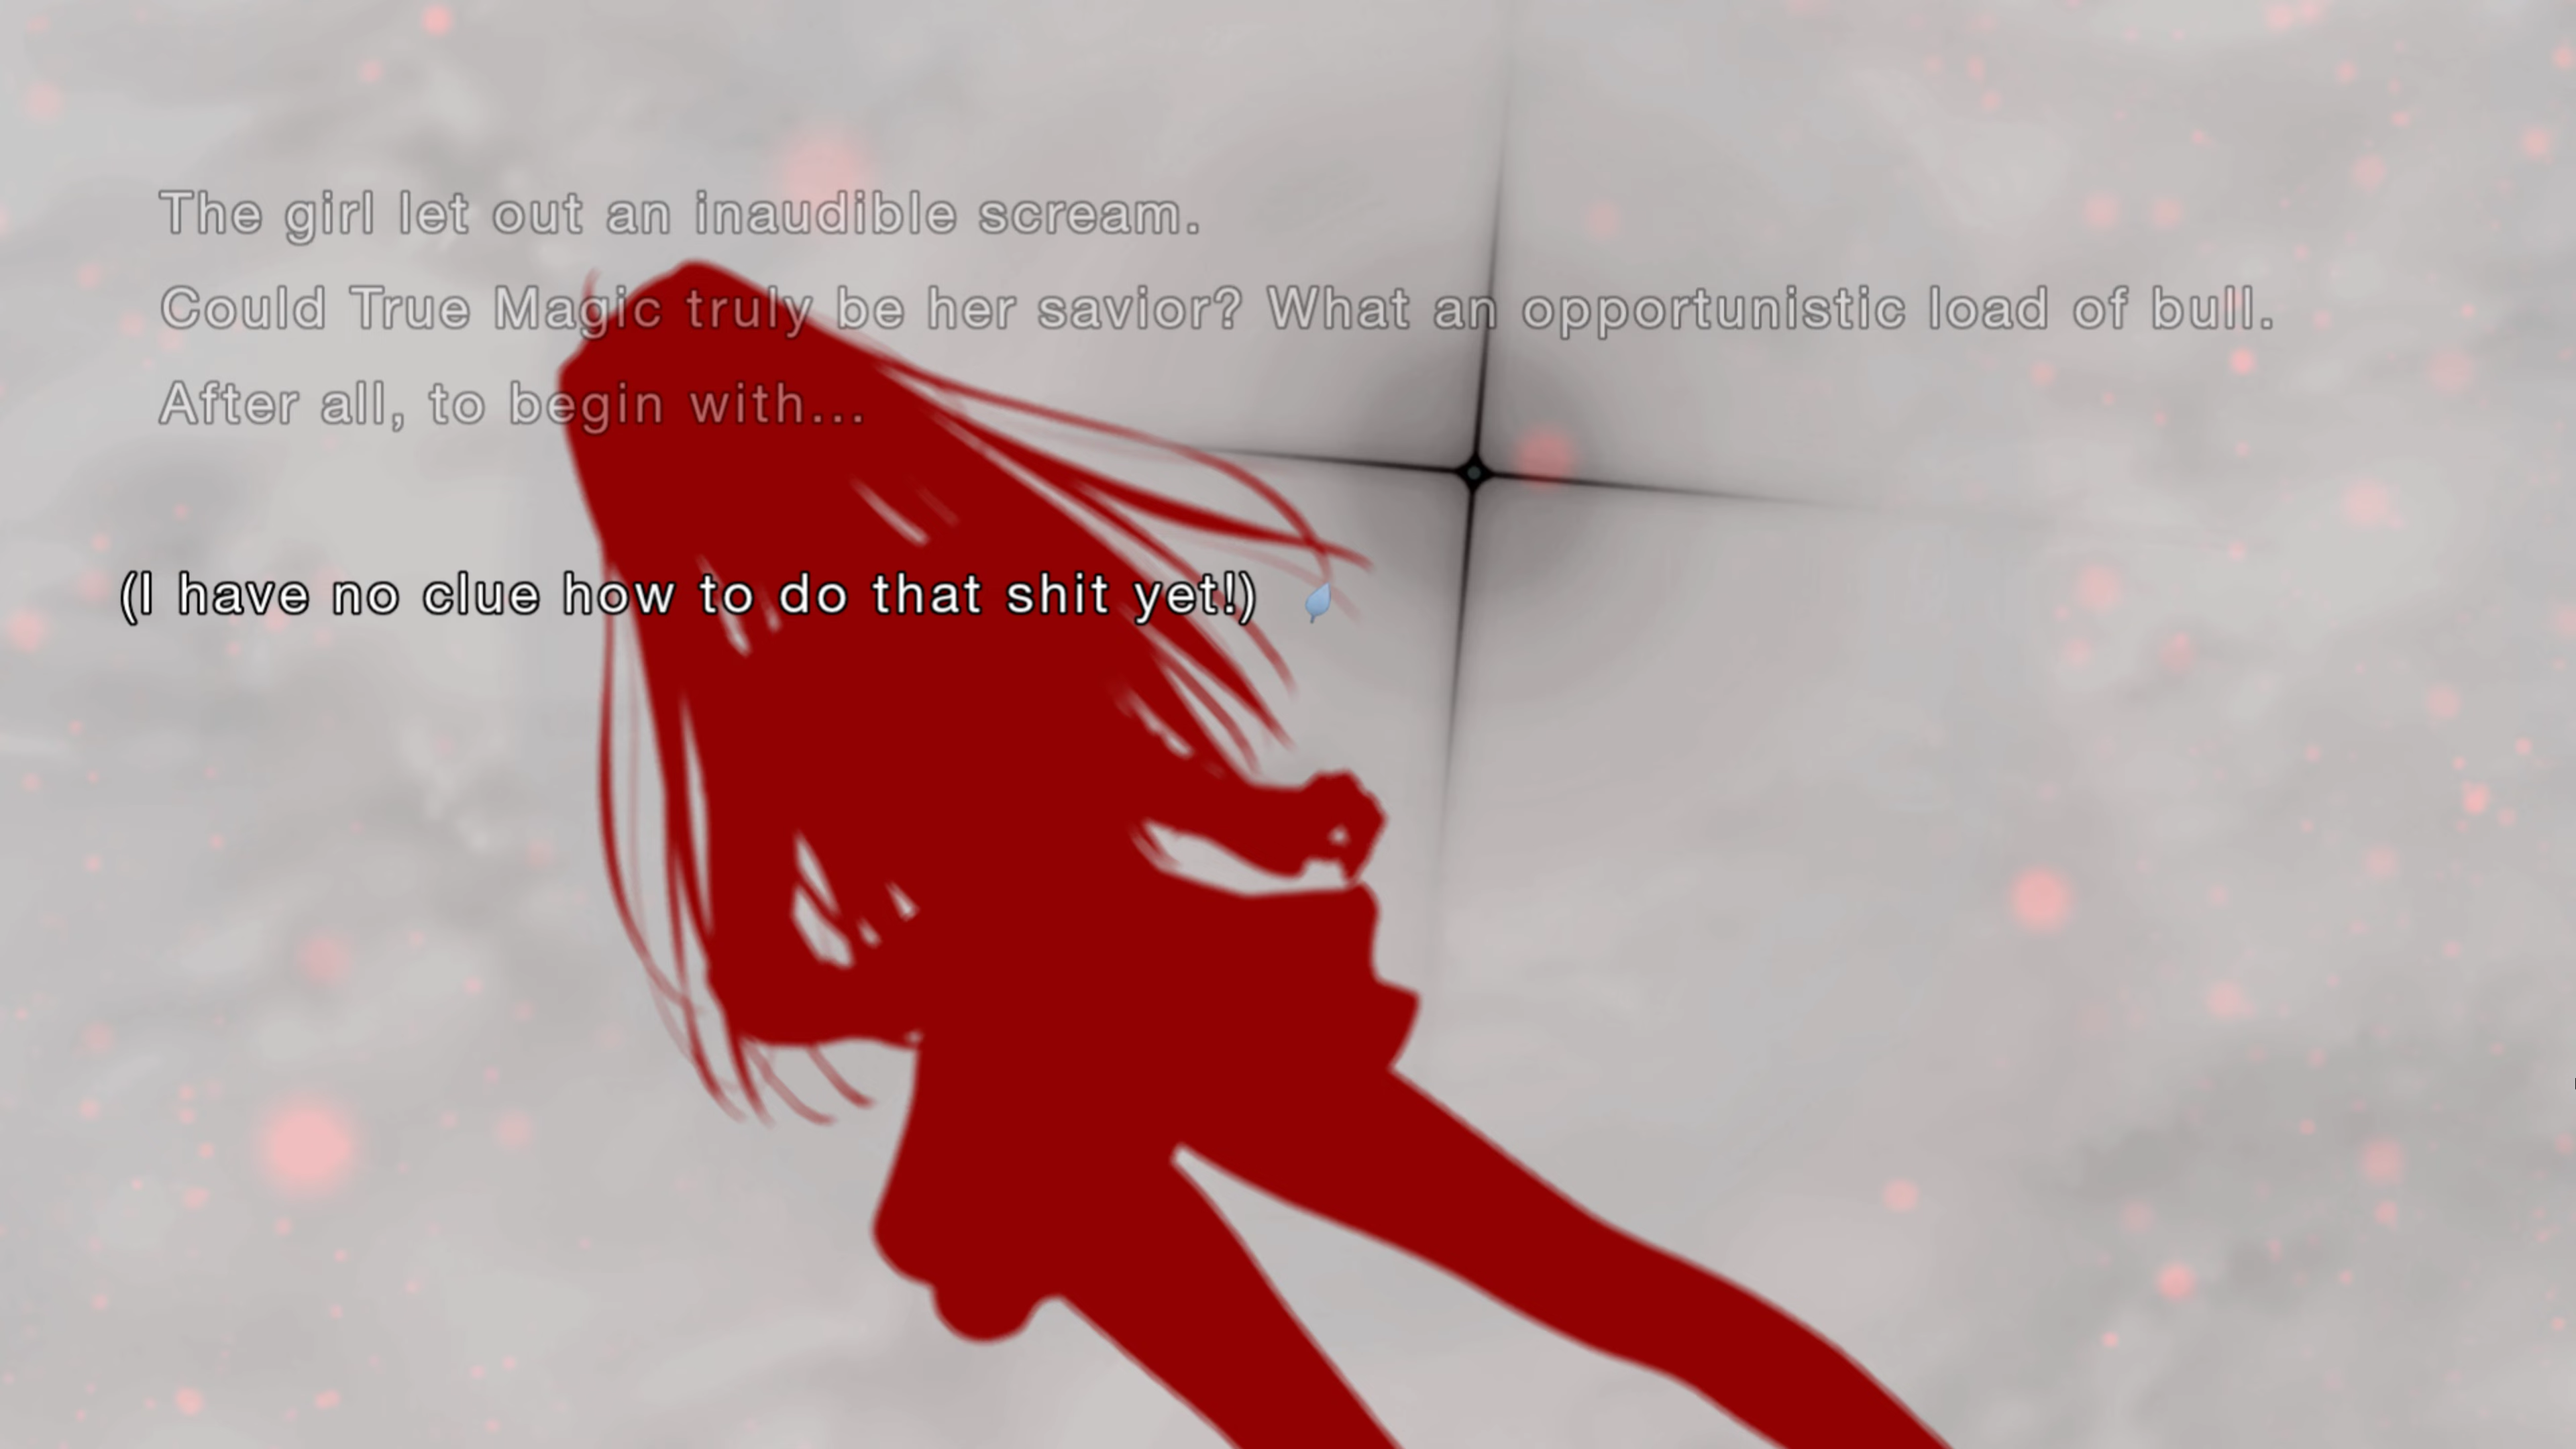 The girl let out an inaudible scream.
Could True Magic truly be her savior? What an opportunistic load of bull.
After all, to begin with...
(I have no clue how to do that shit yet!)